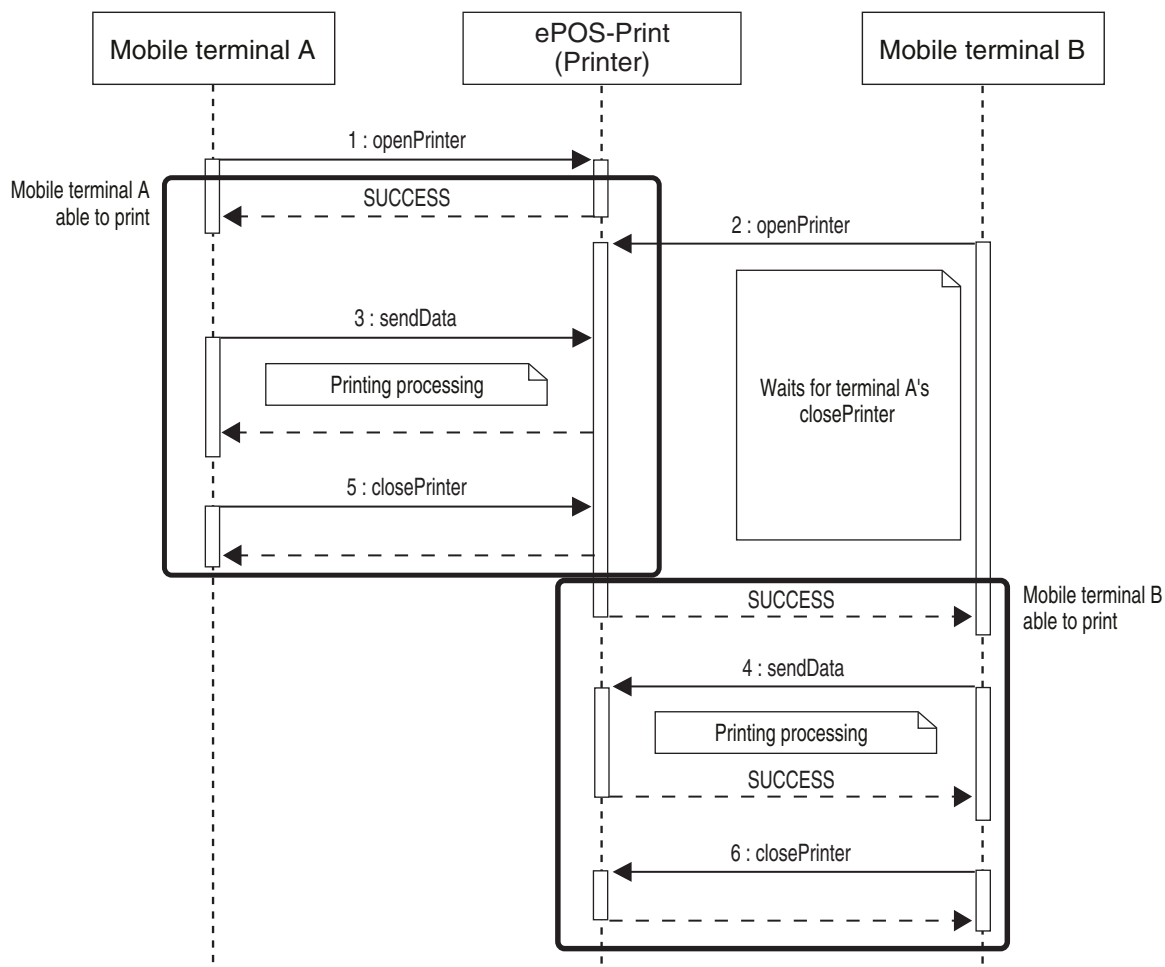 Mobile terminal A
ePOS-Print
(Printer)
Mobile terminal B
1 : openPrinter
Mobile terminal A
able to print
SUCCESS
2 : openPrinter
3 : sendData
Printing processing
Waits for terminal A's
closePrinter
5 : closePrinter
SUCCESS
Mobile terminal B
able to print
4 : sendData
Printing processing
SUCCESS
6 : closePrinter